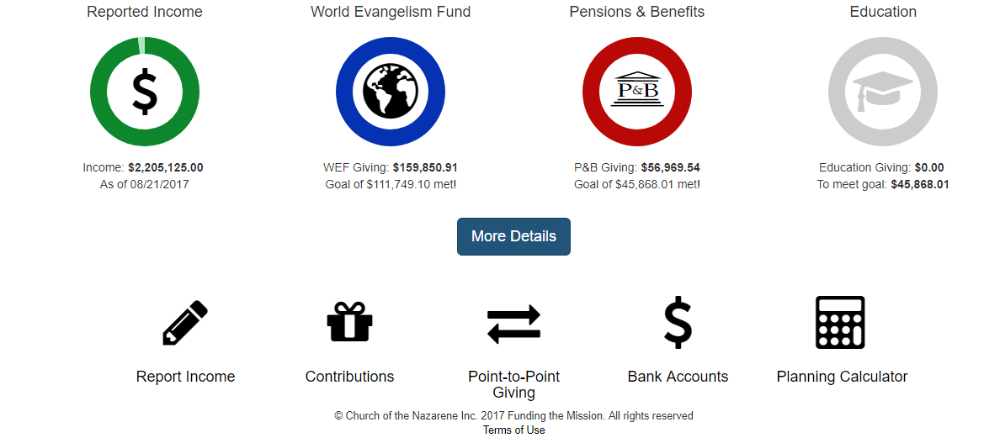 Reported Income
World Evangelism Fund
Pensions & Benefits
Education
$
P&B
Income: $2,205,125.00
As of 08/21/2017
WEF Giving: $159,850.91
Goal of $111,749.10 met!
P&B Giving: $56,969.54
Goal of $45,868.01 met!
Education Giving: $0.00
To meet goal: $45,868.01
More Details
$
Report Income
Contributions
Point-to-Point
Giving
Bank Accounts
Planning Calculator
© Church of the Nazarene Inc. 2017 Funding the Mission. All rights reserved
Terms of Use